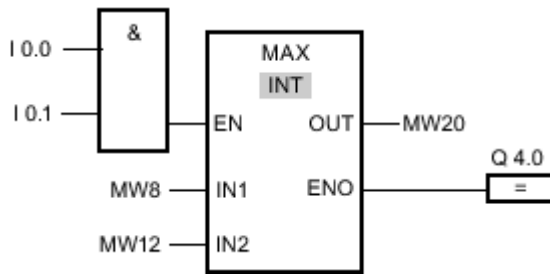 &
I 0.0
I 0.1
MAX
INT
EN
OUT
MW20
Q 4.0
=
MW8
IN1
ENO
MW12
IN2